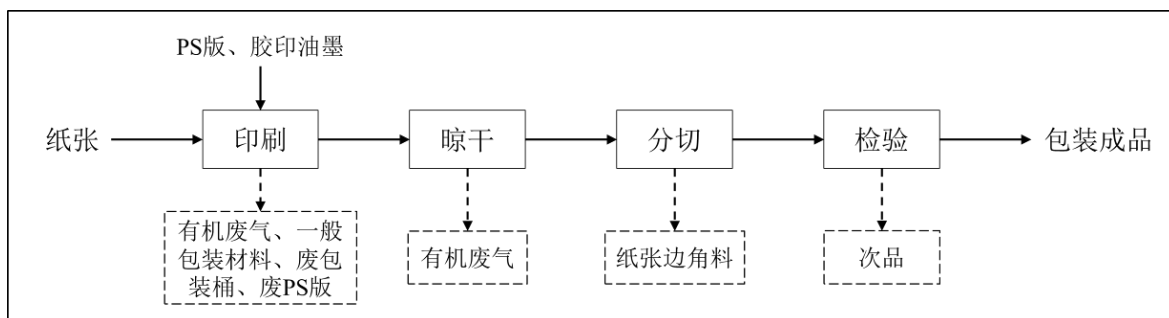 PS版、胶印油墨
纸张
印刷
晾干
分切
检验
包装成品
有机废气、一般
包装材料、废包
装桶、废PS版
有机废气
纸张边角料
次品